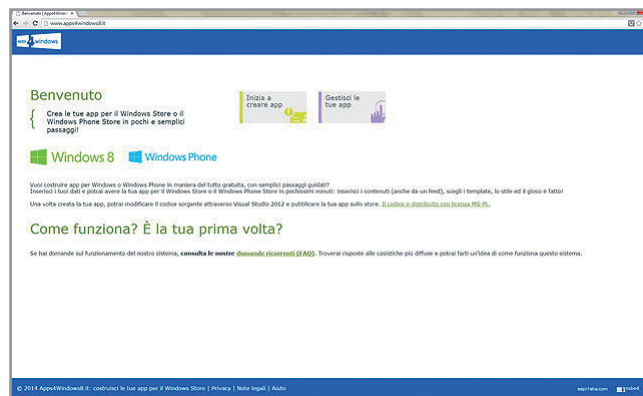 Benvenuto | Apps4Windo
www.apps4windows8.it
apps 4 windows
Benvenuto
{ Crea le tue app per il Windows Store o il
Windows Phone Store in pochi e semplici
passaggi!
Inizia a
creare app
Gestisci le
tue app
Windows 8
Windows Phone
Vuoi costruire app per Windows o Windows Phone in maniera del tutto gratuita, con semplici passaggi guidati?
Inserisci i tuoi dati e potrai avere la tua app per il Windows Store o il Windows Phone Store in pochissimi minuti: inserisci i contenuti (anche da un feed), scegli i template, lo stile ed il gioco è fatto!
Una volta creata la tua app, potrai modificare il codice sorgente attraverso Visual Studio 2012 e pubblicare la tua app sullo store. Il codice è distribuito con licenza MS-PL.
Come funziona? È la tua prima volta?
Se hai domande sul funzionamento del nostro sistema, consulta le nostre domande ricorrenti (FAQ). Troverai risposte alle casistiche più diffuse e potrai farti un'idea di come funziona questo sistema.
© 2014 Apps4Windows8.it: costruisci le tue app per il Windows Store | Privacy | Note legali | Aiuto
aspitalia.com